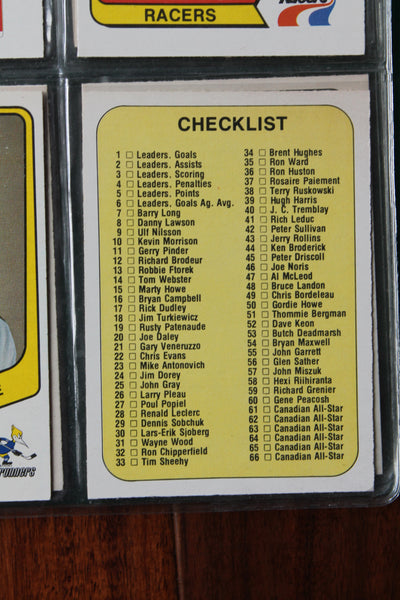 RACERS
Racers
CHECKLIST
1 □ Leaders. Goals
2 □ Leaders. Assists
3 □ Leaders. Scoring
4 □ Leaders. Penalties
5 □ Leaders. Points
6 □ Leaders. Goals Ag. Avg.
7 □ Barry Long
8 □ Danny Lawson
9 □ Ulf Nilsson
10 □ Kevin Morrison
11 □ Gerry Pinder
12 □ Richard Brodeur
13 □ Robbie Ftorek
14 □ Tom Webster
15 □ Marty Howe
16 □ Bryan Campbell
17 □ Rick Dudley
18 □ Jim Turkiewicz
19 □ Rusty Patenaude
20 □ Joe Daley
21 □ Gary Veneruzzo
22 □ Chris Evans
23 □ Mike Antonovich
24 □ Jim Dorey
25 □ John Gray
26 □ Larry Pleau
27 □ Poul Popiel
28 □ Renald Leclerc
29 □ Dennis Sobchuk
30 □ Lars-Erik Sjoberg
31 □ Wayne Wood
32 □ Ron Chipperfield
33 □ Tim Sheehy
34 □ Brent Hughes
35 □ Ron Ward
36 □ Ron Huston
37 □ Rosaire Paiement
38 □ Terry Ruskowski
39 □ Hugh Harris
40 □ J. C. Tremblay
41 □ Rich Leduc
42 □ Peter Sullivan
43 □ Jerry Rollins
44 □ Ken Broderick
45 □ Peter Driscoll
46 □ Joe Noris
47 □ Al McLeod
48 □ Bruce Landon
49 □ Chris Bordeleau
50 □ Gordie Howe
51 □ Thommie Bergman
52 □ Dave Keon
53 □ Butch Deadmarsh
54 □ Bryan Maxwell
55 □ John Garrett
56 □ Glen Sather
57 □ John Miszuk
58 □ Hexi Riihiranta
59 □ Richard Grenier
60 □ Gene Peacosh
61 □ Canadian All-Star
62 □ Canadian All-Star
63 □ Canadian All-Star
64 □ Canadian All-Star
65 □ Canadian All-Star
66 □ Canadian All-Star